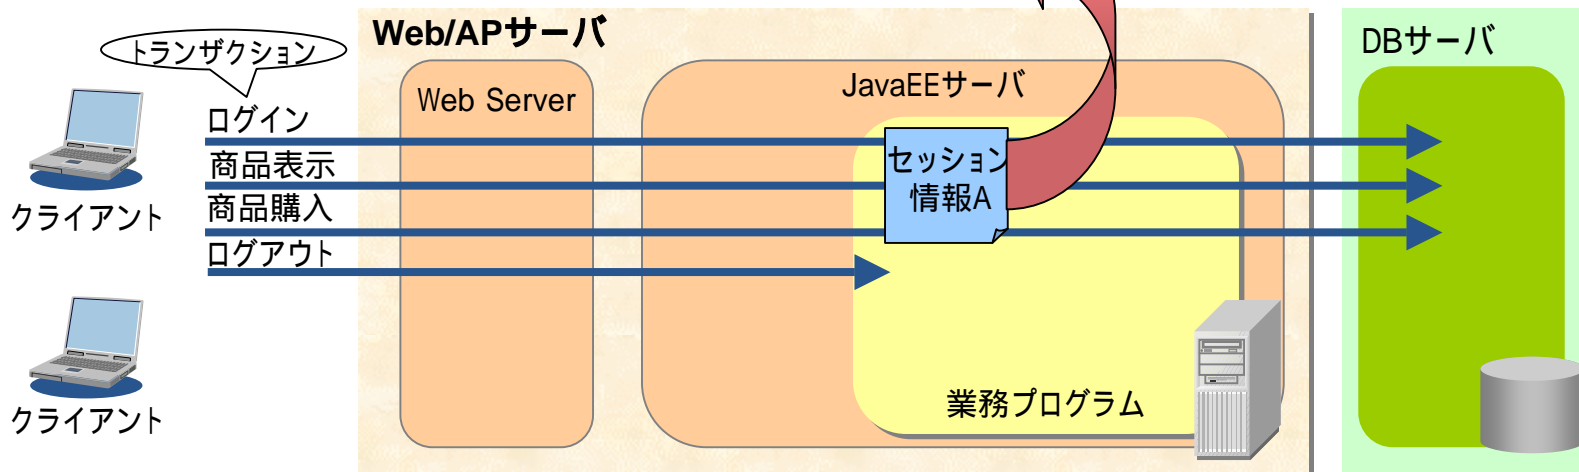 Web/APサーバ
DBサーバ
トランザクション
JavaEEサーバ
Web Server
ログイン
商品表示
セッション
情報A
商品購入
クライアント
ログアウト
業務プログラム
クライアント